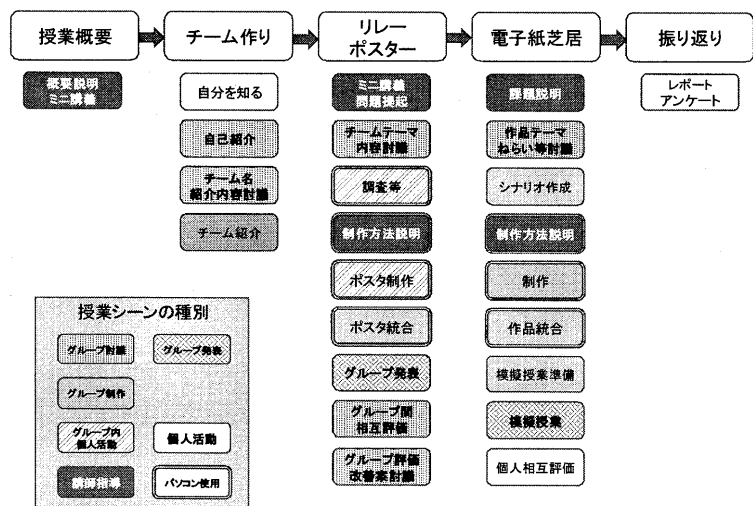 授業概要
チーム作り
リレー
ポスター
電子紙芝居
振り返り
概要説明
ミニ講義
自分を知る
自己紹介
チーム名
紹介内容討議
チーム紹介
ミニ講義
問題提起
チームテーマ
内容討議
調査等
制作方法説明
ポスタ制作
ポスタ統合
グループ発表
グループ間
相互評価
グループ評価
改善案討議
課題説明
作品テーマ
ねらい等討議
シナリオ作成
制作方法説明
制作
作品統合
模擬授業準備
模擬授業
個人相互評価
レポート
アンケート
授業シーンの種別
グループ討議
グループ発表
グループ制作
グループ内
個人活動
個人活動
講師指導
パソコン使用